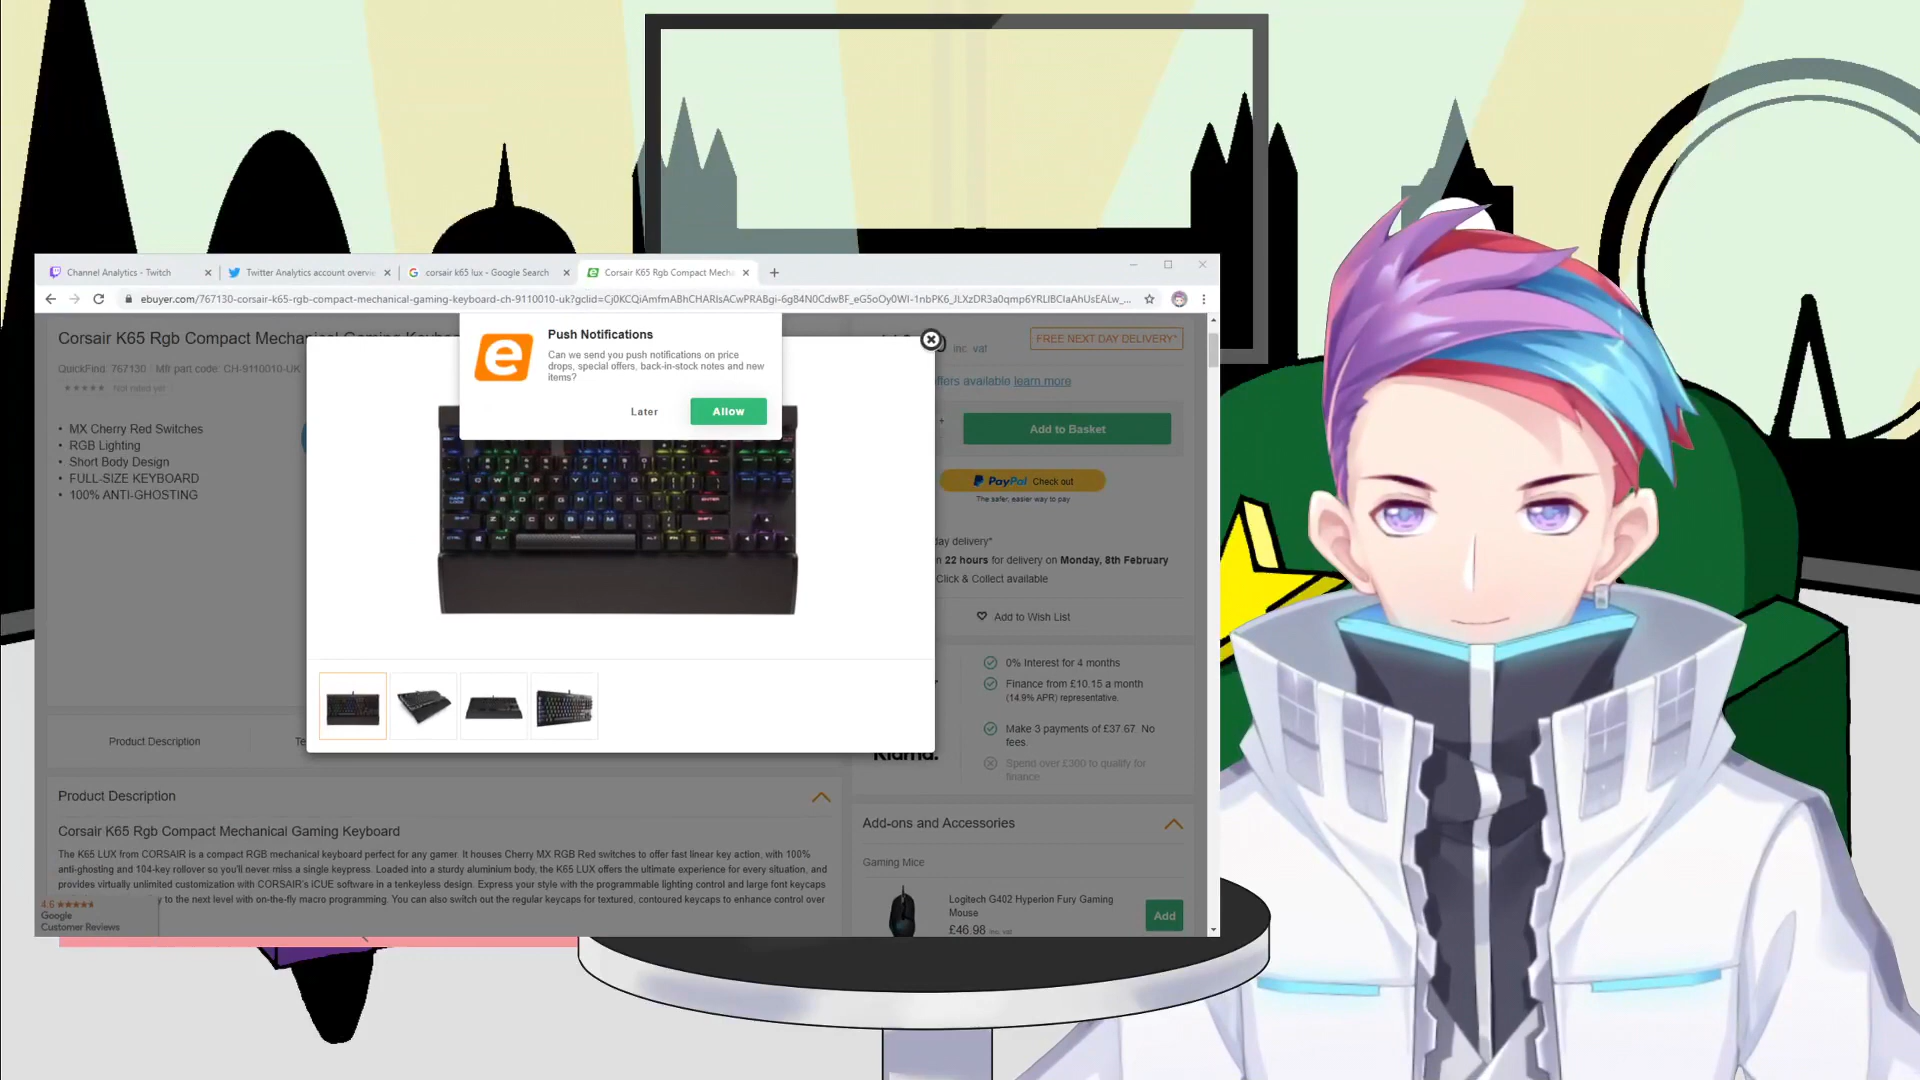 Channel Analytics - Twitch
Twitter Analytics account overvie
corsair k65 lux - Google Search
Corsair K65 Rgb Compact Mecha
ebuyer.com/767130-corsair-k65-rgb-compact-mechanical-gaming-keyboard-ch-9110010-uk?gclid=
Corsair K65 Rgb Compact Mechanical Gaming Keybo
QuickFind: 767130 Mfr part code: CH-9110010-UK
Not rated yet
MX Cherry Red Switches
RGB Lighting
Short Body Design
FULL-SIZE KEYBOARD
100% ANTI-GHOSTING
Push Notifications
Can we send you push notifications on price
drops, special offers, back-in-stock notes and new
items?
Later
Allow
inc. vat
FREE NEXT DAY DELIVERY*
ffers available learn more
Add to Basket
PayPal Check out
The safer, easier way to pay
day delivery*
n 22 hours for delivery on Monday, 8th February
Click & Collect available
Add to Wish List
0% Interest for 4 months
Finance from £10.15 a month
(14.9% APR) representative.
Make 3 payments of £37.67. No
fees.
Klarna.
Spend over £300 to qualify for
finance
Product Description
Te
Product Description
Corsair K65 Rgb Compact Mechanical Gaming Keyboard
The K65 LUX from CORSAIR is a compact RGB mechanical keyboard perfect for any gamer. It houses Cherry MX RGB Red switches to offer fast linear key action, with 100%
anti-ghosting and 104-key rollover so you'll never miss a single keypress. Loaded into a sturdy aluminium body, the K65 LUX offers the ultimate experience for every situation, and
provides virtually unlimited customization with CORSAIR's iCUE software in a tenkeyless design. Express your style with the programmable lighting control and large font keycaps
y to the next level with on-the-fly macro programming. You can also switch out the regular keycaps for textured, contoured keycaps to enhance control over
4.6
Google
Customer Reviews
Add-ons and Accessories
Gaming Mice
Logitech G402 Hyperion Fury Gaming
Mouse
£46.98 inc. vat
Add